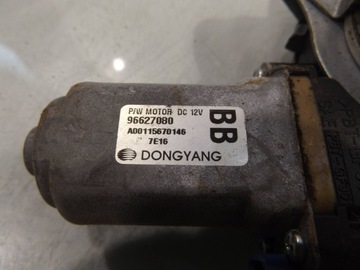 P/W MOTOR DC 12V
96627080
A00115670146
7E16
DONGYANG
BB